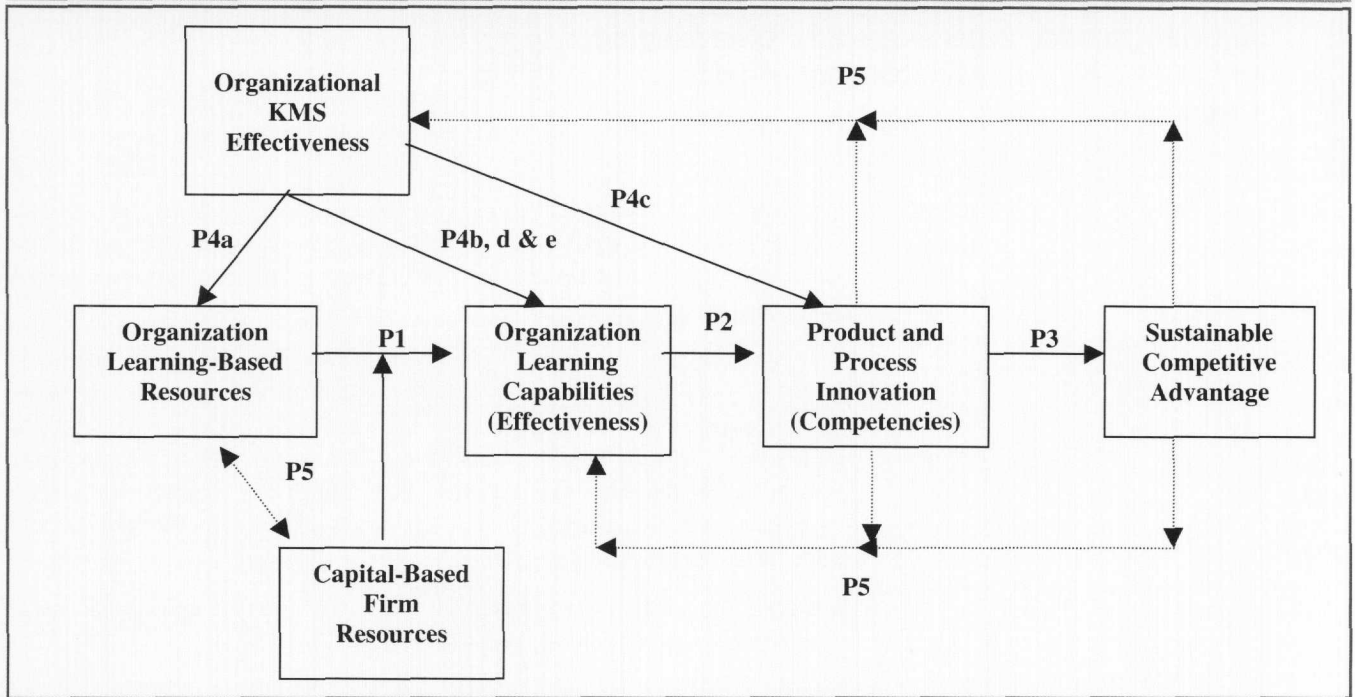 Organizational
KMS
Effectiveness
P5
P4c
P4a
P4b, d & e
Organization
Learning-Based
Resources
P1
Organization
Learning
Capabilities
(Effectiveness)
P2
Product and
Process
Innovation
(Competencies)
P3
Sustainable
Competitive
Advantage
P5
Capital-Based
Firm
Resources
P5